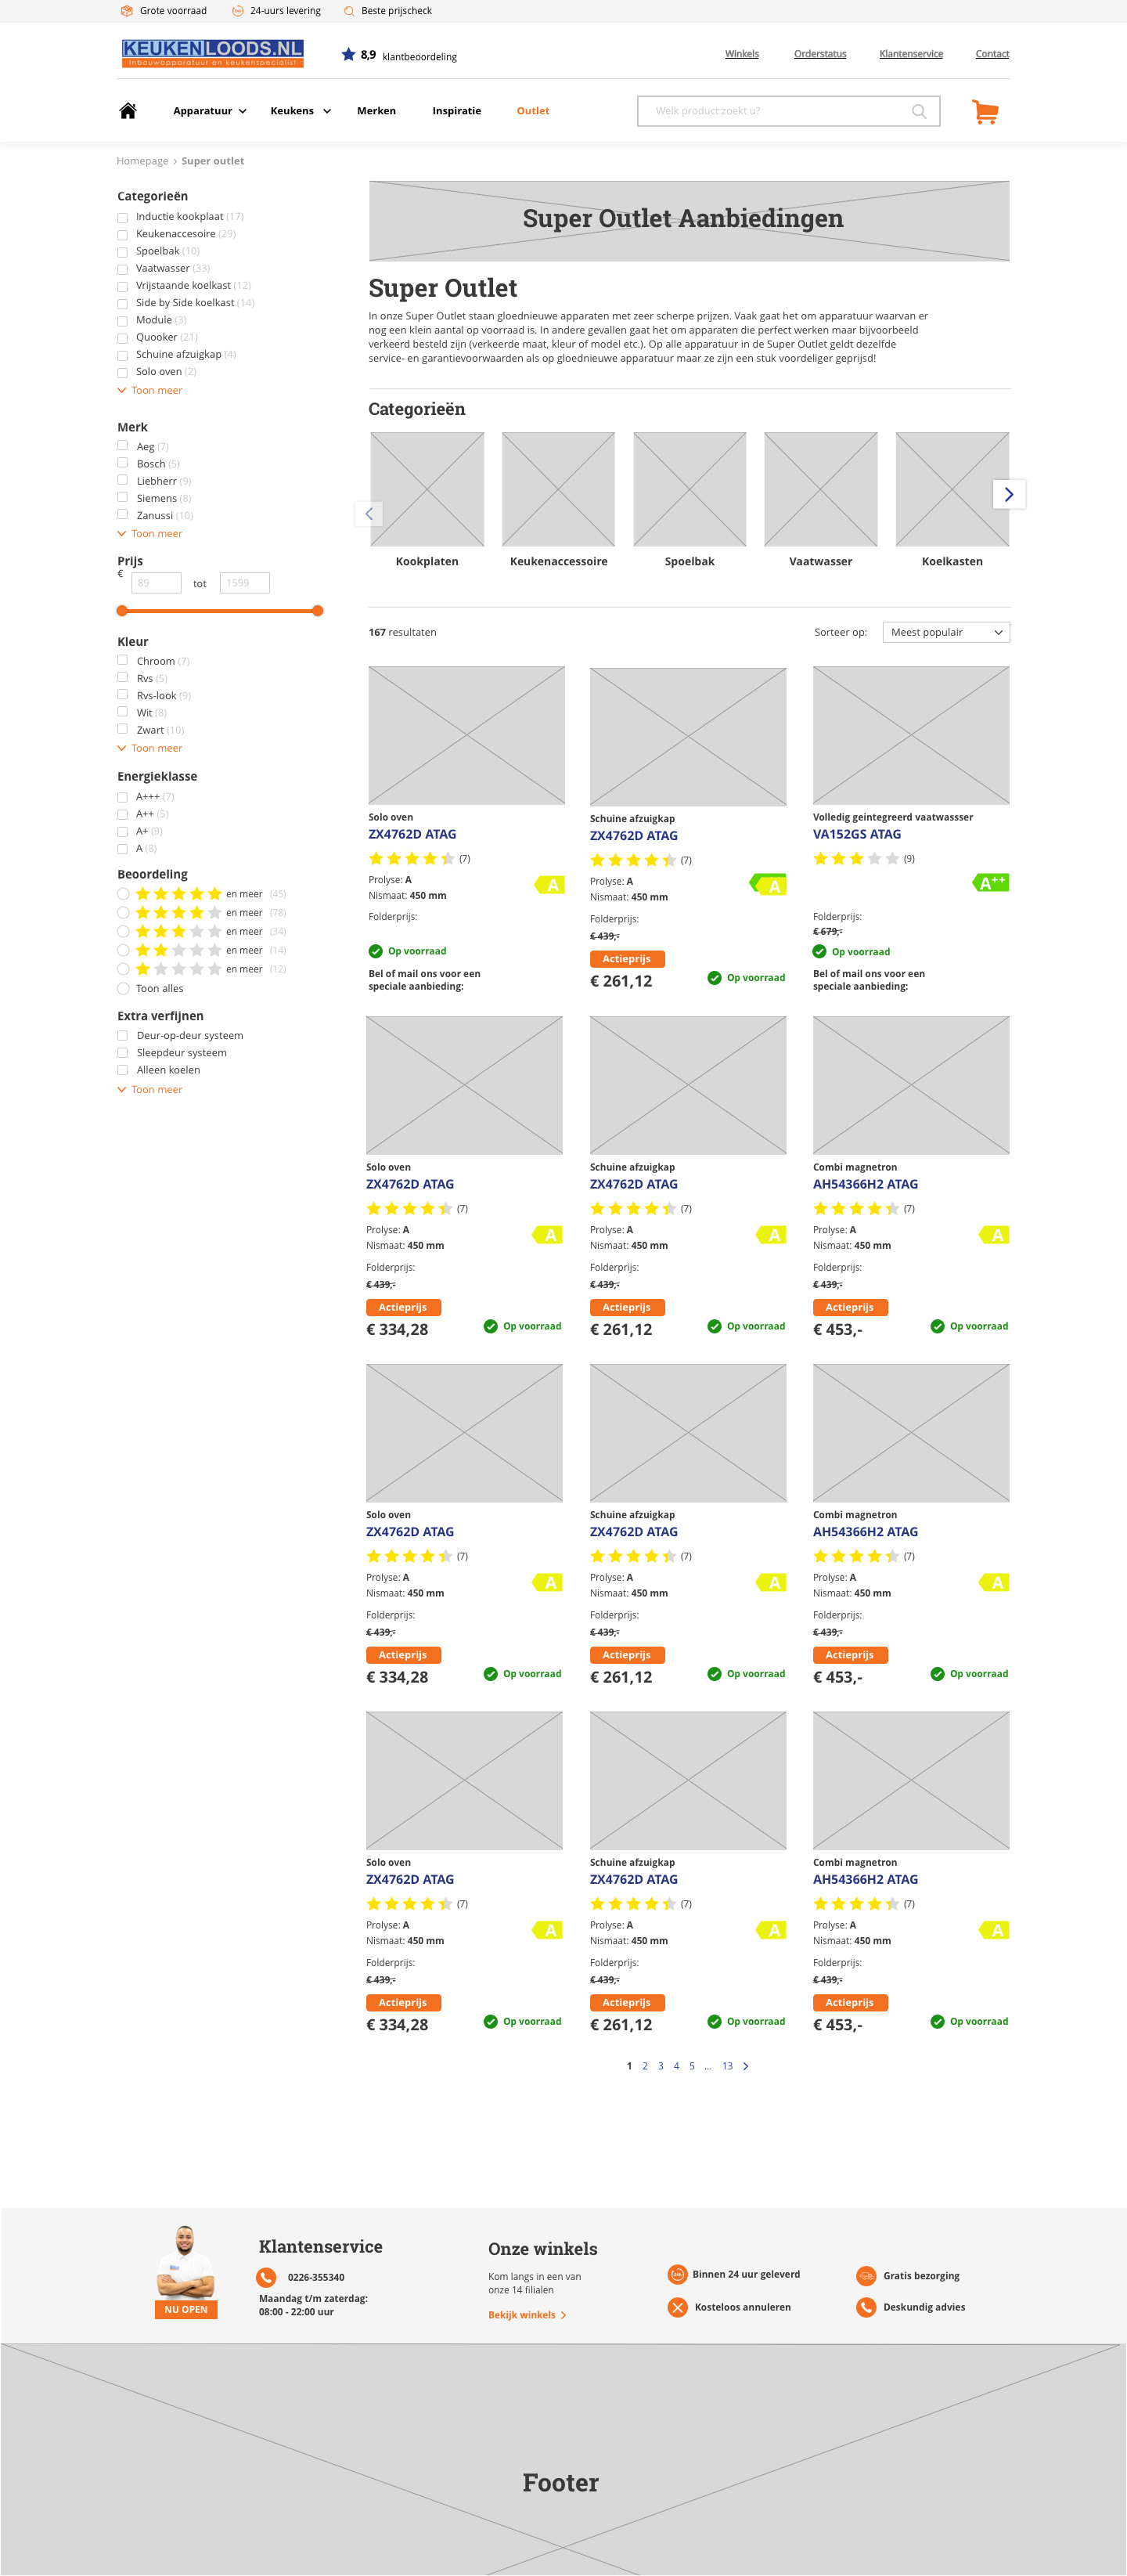 Grote voorraad
24-uurs levering
Beste prijscheck
KEUKENLOODS.NL
Inbouwapparatuur en keukenspecialist
8,9 klantbeoordeling
Winkels
Orderstatus
Klantenservice
Contact
Apparatuur
Keukens
Merken
Inspiratie
Outlet
Welk product zoekt u?
Homepage > Super outlet
Categorieën
Inductie kookplaat (17)
Keukenaccesoire (29)
Spoelbak (10)
Vaatwasser (33)
Vrijstaande koelkast (12)
Side by Side koelkast (14)
Module (3)
Quooker (21)
Schuine afzuigkap (4)
Solo oven (2)
Toon meer
Merk
Aeg (7)
Bosch (5)
Liebherr (9)
Siemens (8)
Zanussi (10)
Toon meer
Prijs
€ 89 tot 1599
Kleur
Chroom (7)
Rvs (5)
Rvs-look (9)
Wit (8)
Zwart (10)
Toon meer
Energieklasse
A+++ (7)
A++ (5)
A+ (9)
A (8)
Beoordeling
en meer (45)
en meer (78)
en meer (34)
en meer (14)
en meer (12)
Toon alles
Extra verfijnen
Deur-op-deur systeem
Sleepdeur systeem
Alleen koelen
Toon meer
Super Outlet Aanbiedingen
Super Outlet
In onze Super Outlet staan gloednieuwe apparaten met zeer scherpe prijzen. Vaak gaat het om apparatuur waarvan er
nog een klein aantal op voorraad is. In andere gevallen gaat het om apparaten die perfect werken maar bijvoorbeeld
verkeerd besteld zijn (verkeerde maat, kleur of model etc.). Op alle apparatuur in de Super Outlet geldt dezelfde
service- en garantievoorwaarden als op gloednieuwe apparatuur maar ze zijn een stuk voordeliger geprijsd!
Categorieën
Kookplaten
Keukenaccessoire
Spoelbak
Vaatwasser
Koelkasten
167 resultaten
Sorteer op: Meest populair
Solo oven
ZX4762D ATAG
(7)
Prolyse: A
Nismaat: 450 mm
A
Folderprijs:
Op voorraad
Bel of mail ons voor een
speciale aanbieding:
Schuine afzuigkap
ZX4762D ATAG
(7)
Prolyse: A
Nismaat: 450 mm
A
Folderprijs:
€ 439,-
Actieprijs
€ 261,12
Op voorraad
Volledig geintegreerd vaatwassser
VA152GS ATAG
(9)
A++
Folderprijs:
€ 679,-
Op voorraad
Bel of mail ons voor een
speciale aanbieding:
Solo oven
ZX4762D ATAG
(7)
Prolyse: A
Nismaat: 450 mm
A
Folderprijs:
€ 439,-
Actieprijs
€ 334,28
Op voorraad
Schuine afzuigkap
ZX4762D ATAG
(7)
Prolyse: A
Nismaat: 450 mm
A
Folderprijs:
€ 439,-
Actieprijs
€ 261,12
Op voorraad
Combi magnetron
AH54366H2 ATAG
(7)
Prolyse: A
Nismaat: 450 mm
A
Folderprijs:
€ 439,-
Actieprijs
€ 453,-
Op voorraad
Solo oven
ZX4762D ATAG
(7)
Prolyse: A
Nismaat: 450 mm
A
Folderprijs:
€ 439,-
Actieprijs
€ 334,28
Op voorraad
Schuine afzuigkap
ZX4762D ATAG
(7)
Prolyse: A
Nismaat: 450 mm
A
Folderprijs:
€ 439,-
Actieprijs
€ 261,12
Op voorraad
Combi magnetron
AH54366H2 ATAG
(7)
Prolyse: A
Nismaat: 450 mm
A
Folderprijs:
€ 439,-
Actieprijs
€ 453,-
Op voorraad
Solo oven
ZX4762D ATAG
(7)
Prolyse: A
Nismaat: 450 mm
A
Folderprijs:
€ 439,-
Actieprijs
€ 334,28
Op voorraad
Schuine afzuigkap
ZX4762D ATAG
(7)
Prolyse: A
Nismaat: 450 mm
A
Folderprijs:
€ 439,-
Actieprijs
€ 261,12
Op voorraad
Combi magnetron
AH54366H2 ATAG
(7)
Prolyse: A
Nismaat: 450 mm
A
Folderprijs:
€ 439,-
Actieprijs
€ 453,-
Op voorraad
1 2 3 4 5 ... 13
NU OPEN
Klantenservice
0226-355340
Maandag t/m zaterdag:
08:00 - 22:00 uur
Onze winkels
Kom langs in een van
onze 14 filialen
Bekijk winkels
Binnen 24 uur geleverd
Kosteloos annuleren
Gratis bezorging
Deskundig advies
Footer